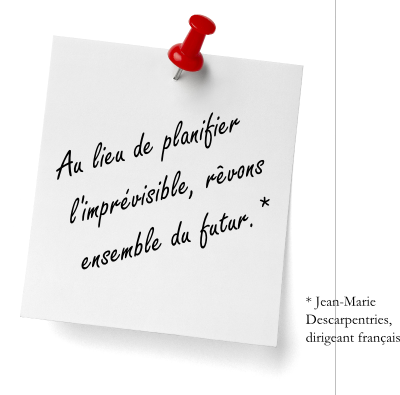 Au lieu de planifier
l'imprévisible, rêvons
ensemble du futur.*
* Jean-Marie
Descarpentries,
dirigeant français